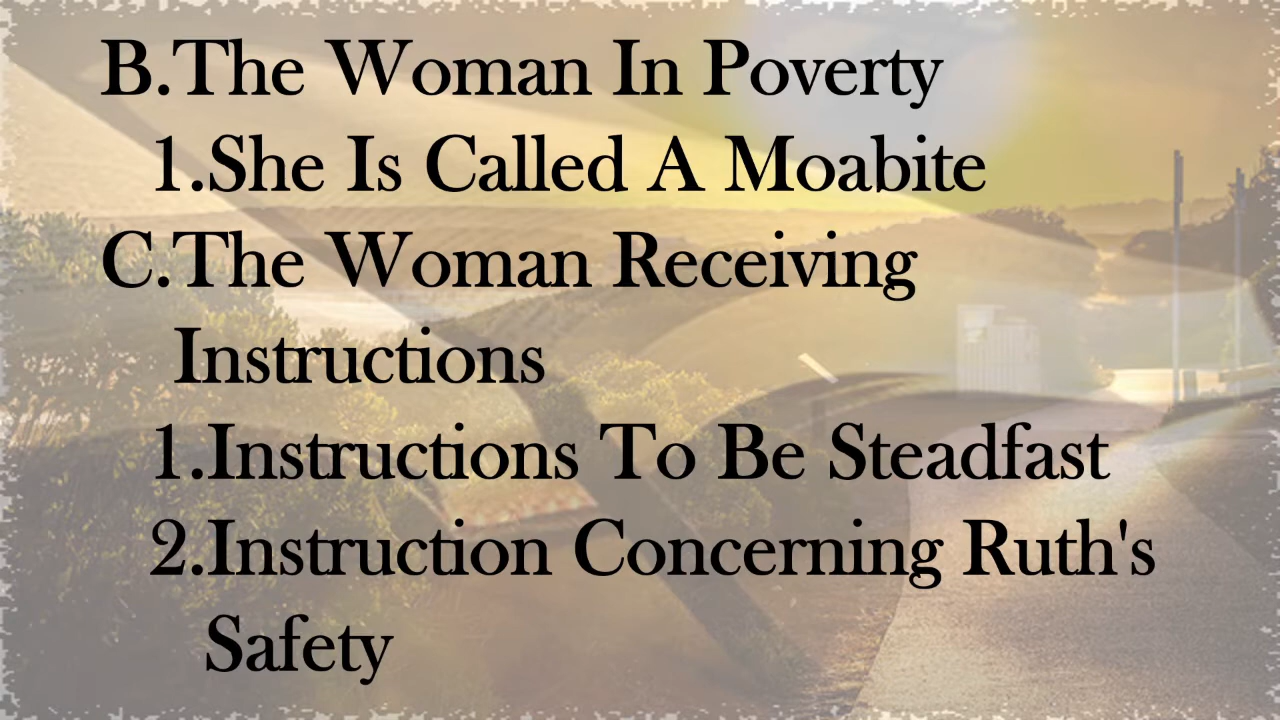 B.The Woman In Poverty
1.She Is Called A Moabite
C.The Woman Receiving
Instructions
1.Instructions To Be Steadfast
2.Instruction Concerning Ruth's
Safety